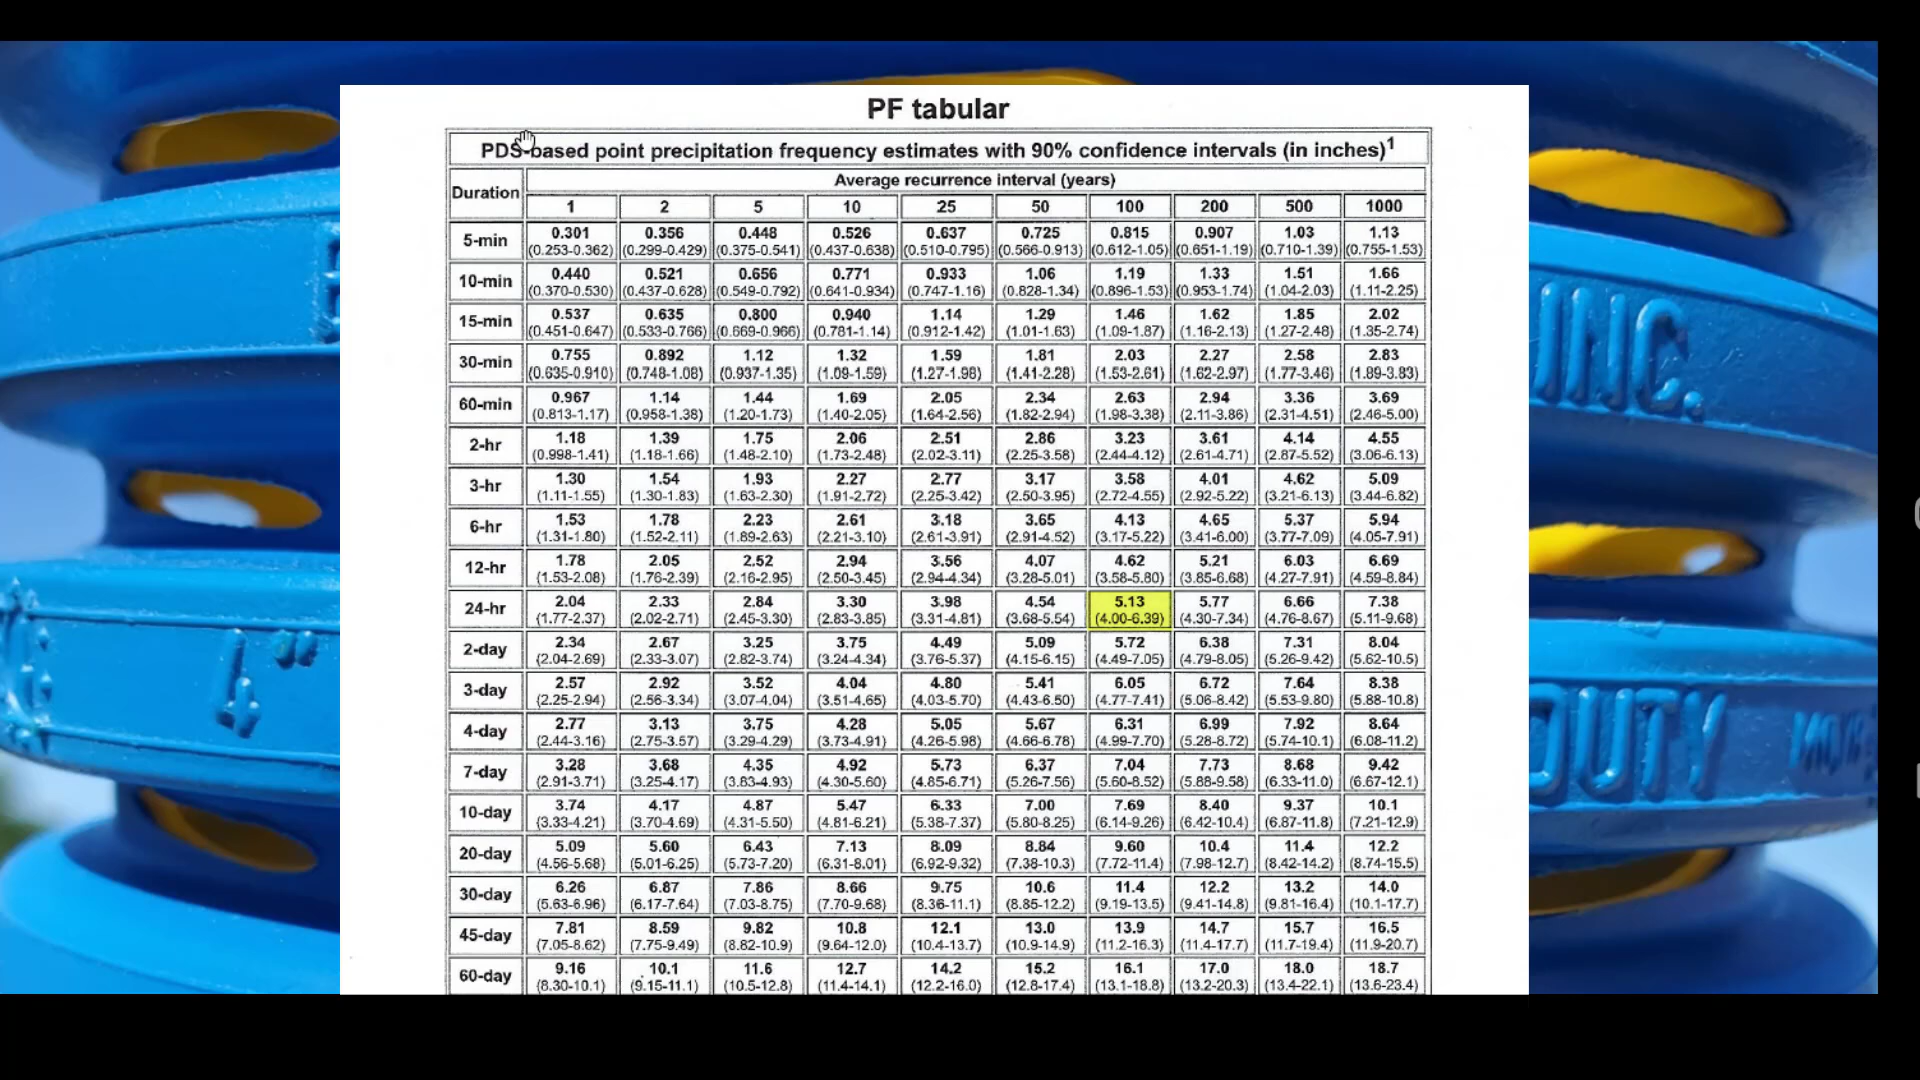 PF tabular
PDS-based point precipitation frequency estimates with 90% confidence intervals (in inches)1
Duration
Average recurrence interval (years)
1 2 5 10 25 50 100 200 500 1000
5-min 0.301 0.356 0.448 0.526 0.637 0.725 0.815 0.907 1.03 1.13
(0.253-0.362) (0.299-0.429) (0.375-0.541) (0.437-0.638) (0.510-0.795) (0.566-0.913) (0.612-1.05) (0.651-1.19) (0.710-1.39) (0.755-1.53)
10-min 0.440 0.521 0.656 0.771 0.933 1.06 1.19 1.33 1.51 1.66
(0.370-0.530) (0.437-0.628) (0.549-0.792) (0.641-0.934) (0.747-1.16) (0.828-1.34) (0.896-1.53) (0.953-1.74) (1.04-2.03) (1.11-2.25)
15-min 0.537 0.635 0.800 0.940 1.14 1.29 1.46 1.62 1.85 2.02
(0.451-0.647) (0.533-0.766) (0.669-0.966) (0.781-1.14) (0.912-1.42) (1.01-1.63) (1.09-1.87) (1.16-2.13) (1.27-2.48) (1.35-2.74)
30-min 0.755 0.892 1.12 1.32 1.59 1.81 2.03 2.27 2.58 2.83
(0.635-0.910) (0.748-1.08) (0.937-1.35) (1.09-1.59) (1.27-1.98) (1.41-2.28) (1.53-2.61) (1.62-2.97) (1.77-3.46) (1.89-3.83)
60-min 0.967 1.14 1.44 1.69 2.05 2.34 2.63 2.94 3.36 3.69
(0.813-1.17) (0.958-1.38) (1.20-1.73) (1.40-2.05) (1.64-2.56) (1.82-2.94) (1.98-3.38) (2.11-3.86) (2.31-4.51) (2.46-5.00)
2-hr 1.18 1.39 1.75 2.06 2.51 2.86 3.23 3.61 4.14 4.55
(0.998-1.41) (1.18-1.66) (1.48-2.10) (1.73-2.48) (2.02-3.11) (2.25-3.58) (2.44-4.12) (2.61-4.71) (2.87-5.52) (3.06-6.13)
3-hr 1.30 1.54 1.93 2.27 2.77 3.17 3.58 4.01 4.62 5.09
(1.11-1.55) (1.30-1.83) (1.63-2.30) (1.91-2.72) (2.25-3.42) (2.50-3.95) (2.72-4.55) (2.92-5.22) (3.21-6.13) (3.44-6.82)
6-hr 1.53 1.78 2.23 2.61 3.18 3.65 4.13 4.65 5.37 5.94
(1.31-1.80) (1.52-2.11) (1.89-2.63) (2.21-3.10) (2.61-3.91) (2.91-4.52) (3.17-5.22) (3.41-6.00) (3.77-7.09) (4.05-7.91)
12-hr 1.78 2.05 2.52 2.94 3.56 4.07 4.62 5.21 6.03 6.69
(1.53-2.08) (1.76-2.39) (2.16-2.95) (2.50-3.45) (2.94-4.34) (3.28-5.01) (3.58-5.80) (3.85-6.68) (4.27-7.91) (4.59-8.84)
24-hr 2.04 2.33 2.84 3.30 3.98 4.54 5.13 5.77 6.66 7.38
(1.77-2.37) (2.02-2.71) (2.45-3.30) (2.83-3.85) (3.31-4.81) (3.68-5.54) (4.00-6.39) (4.30-7.34) (4.76-8.67) (5.11-9.68)
2-day 2.34 2.67 3.25 3.75 4.49 5.09 5.72 6.38 7.31 8.04
(2.04-2.69) (2.33-3.07) (2.82-3.74) (3.24-4.34) (3.76-5.37) (4.15-6.15) (4.49-7.05) (4.79-8.05) (5.26-9.42) (5.62-10.5)
3-day 2.57 2.92 3.52 4.04 4.80 5.41 6.05 6.72 7.64 8.38
(2.25-2.94) (2.56-3.34) (3.07-4.04) (3.51-4.65) (4.03-5.70) (4.43-6.50) (4.77-7.41) (5.06-8.42) (5.53-9.80) (5.88-10.8)
4-day 2.77 3.13 3.75 4.28 5.05 5.67 6.31 6.99 7.92 8.64
(2.44-3.16) (2.75-3.57) (3.29-4.29) (3.73-4.91) (4.26-5.98) (4.66-6.78) (4.99-7.70) (5.28-8.72) (5.74-10.1) (6.08-11.2)
7-day 3.28 3.68 4.35 4.92 5.73 6.37 7.04 7.73 8.68 9.42
(2.91-3.71) (3.25-4.17) (3.83-4.93) (4.30-5.60) (4.85-6.71) (5.26-7.56) (5.60-8.52) (5.88-9.58) (6.33-11.0) (6.67-12.1)
10-day 3.74 4.17 4.87 5.47 6.33 7.00 7.69 8.40 9.37 10.1
(3.33-4.21) (3.70-4.69) (4.31-5.50) (4.81-6.21) (5.38-7.37) (5.80-8.25) (6.14-9.26) (6.42-10.4) (6.87-11.8) (7.21-12.9)
20-day 5.09 5.60 6.43 7.13 8.09 8.84 9.60 10.4 11.4 12.2
(4.56-5.68) (5.01-6.25) (5.73-7.20) (6.31-8.01) (6.92-9.32) (7.38-10.3) (7.72-11.4) (7.98-12.7) (8.42-14.2) (8.74-15.5)
30-day 6.26 6.87 7.86 8.66 9.75 10.6 11.4 12.2 13.2 14.0
(5.63-6.96) (6.17-7.64) (7.03-8.75) (7.70-9.68) (8.36-11.1) (8.85-12.2) (9.19-13.5) (9.41-14.8) (9.81-16.4) (10.1-17.7)
45-day 7.81 8.59 9.82 10.8 12.1 13.0 13.9 14.7 15.7 16.5
(7.05-8.62) (7.75-9.49) (8.82-10.9) (9.64-12.0) (10.4-13.7) (10.9-14.9) (11.2-16.3) (11.4-17.7) (11.7-19.4) (11.9-20.7)
60-day 9.16 10.1 11.6 12.7 14.2 15.2 16.1 17.0 18.0 18.7
(8.30-10.1) (9.15-11.1) (10.5-12.8) (11.4-14.1) (12.2-16.0) (12.8-17.4) (13.1-18.8) (13.2-20.3) (13.4-22.1) (13.6-23.4)
INC.
4"
DUTY